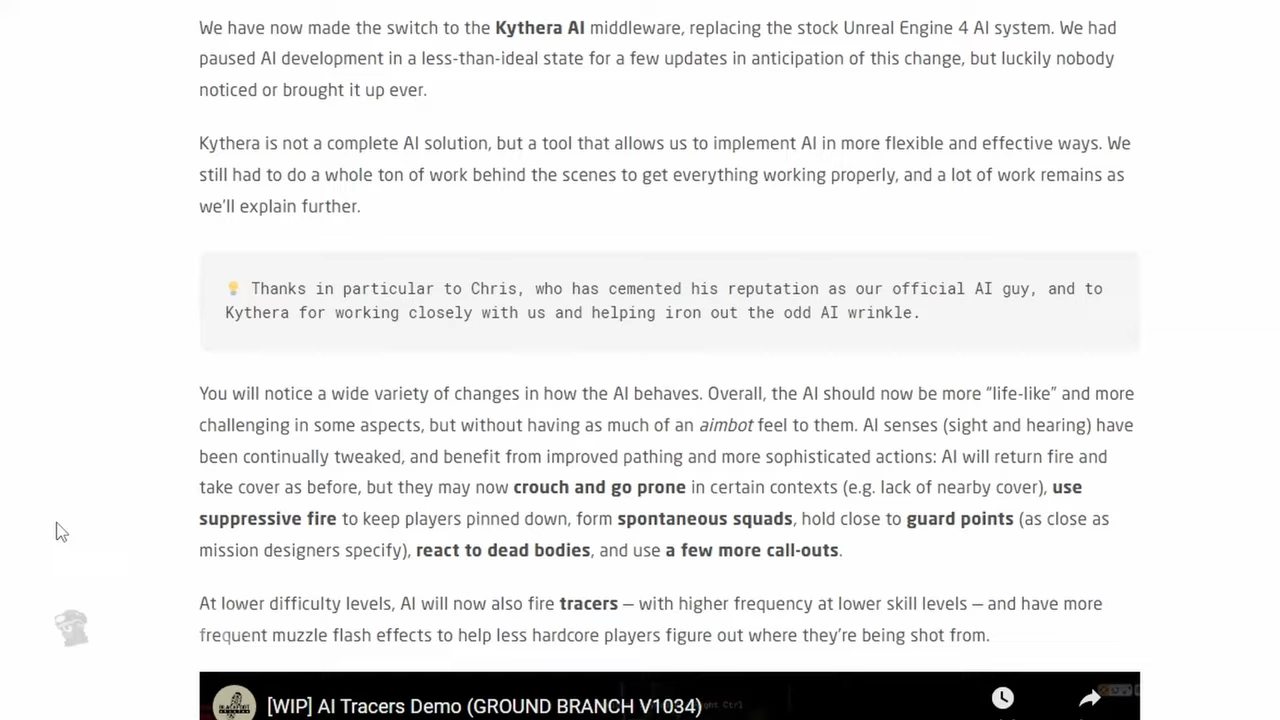 We have now made the switch to the Kythera AI middleware, replacing the stock Unreal Engine 4 AI system. We had
paused AI development in a less-than-ideal state for a few updates in anticipation of this change, but luckily nobody
noticed or brought it up ever.
Kythera is not a complete AI solution, but a tool that allows us to implement AI in more flexible and effective ways. We
still had to do a whole ton of work behind the scenes to get everything working properly, and a lot of work remains as
we'll explain further.
Thanks in particular to Chris, who has cemented his reputation as our official AI guy, and to
Kythera for working closely with us and helping iron out the odd AI wrinkle.
You will notice a wide variety of changes in how the AI behaves. Overall, the AI should now be more “life-like” and more
challenging in some aspects, but without having as much of an aimbot feel to them. AI senses (sight and hearing) have
been continually tweaked, and benefit from improved pathing and more sophisticated actions: AI will return fire and
take cover as before, but they may now crouch and go prone in certain contexts (e.g. lack of nearby cover), use
suppressive fire to keep players pinned down, form spontaneous squads, hold close to guard points (as close as
mission designers specify), react to dead bodies, and use a few more call-outs.
At lower difficulty levels, AI will now also fire tracers — with higher frequency at lower skill levels — and have more
frequent muzzle flash effects to help less hardcore players figure out where they're being shot from.
[WIP] AI Tracers Demo (GROUND BRANCH V1034)